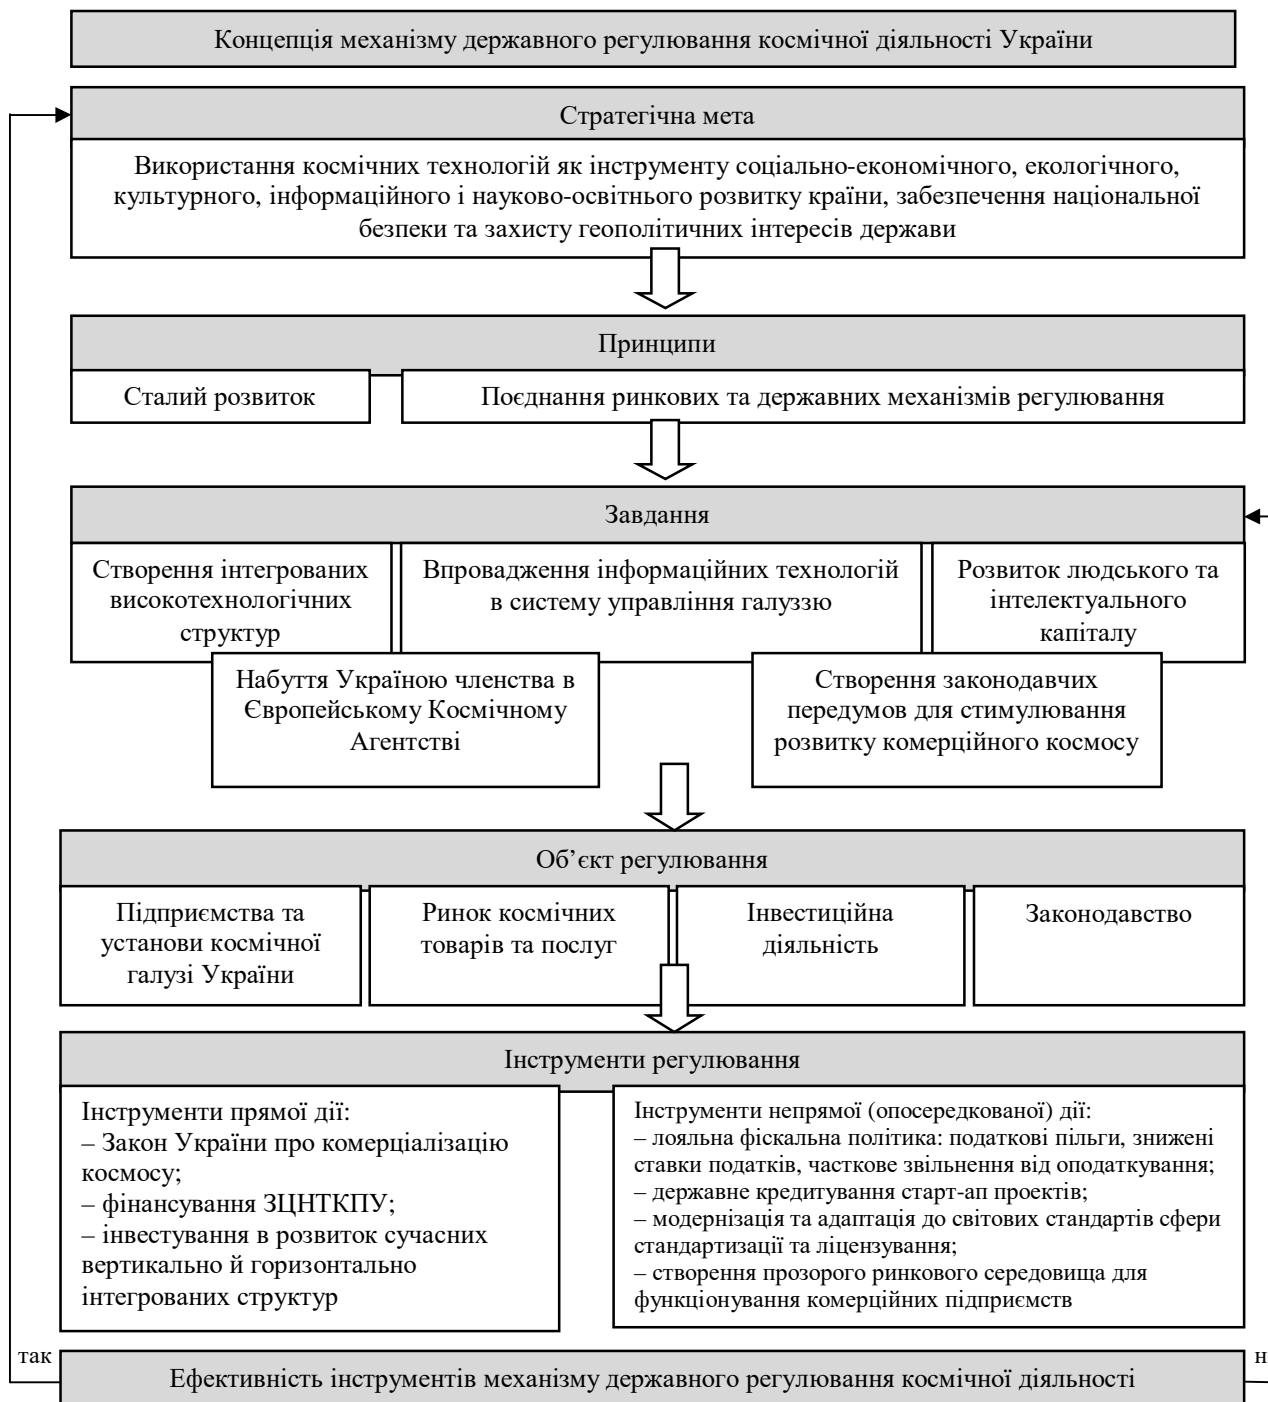 Концепція механізму державного регулювання космічної діяльності України
Стратегічна мета
Використання космічних технологій як інструменту соціально-економічного, екологічного,
культурного, інформаційного і науково-освітнього розвитку країни, забезпечення національної
безпеки та захисту геополітичних інтересів держави
Принципи
Сталий розвиток
Поєднання ринкових та державних механізмів регулювання
Завдання
Створення інтегрованих
високотехнологічних
структур
Впровадження інформаційних технологій
в систему управління галуззю
Розвиток людського та
інтелектуального
капіталу
Набуття Україною членства в
Європейському Космічному
Агентстві
Створення законодавчих
передумов для стимулювання
розвитку комерційного космосу
Об’єкт регулювання
Підприємства та
установи космічної
галузі України
Ринок космічних
товарів та послуг
Інвестиційна
діяльність
Законодавство
Інструменти регулювання
Інструменти прямої дії:
– Закон України про комерціалізацію
космосу;
– фінансування ЗЦНТКПУ;
– інвестування в розвиток сучасних
вертикально й горизонтально
інтегрованих структур
Інструменти непрямої (опосередкованої) дії:
– лояльна фіскальна політика: податкові пільги, знижені
ставки податків, часткове звільнення від оподаткування;
– державне кредитування старт-ап проектів;
– модернізація та адаптація до світових стандартів сфери
стандартизації та ліцензування;
– створення прозорого ринкового середовища для
функціонування комерційних підприємств
так
Ефективність інструментів механізму державного регулювання космічної діяльності